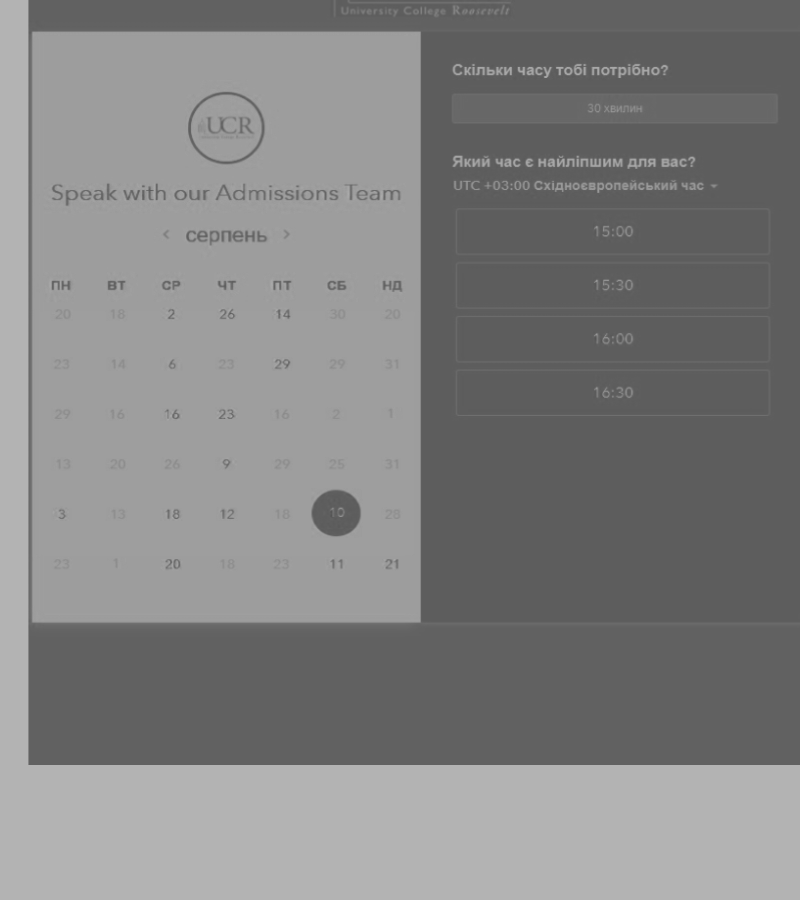 University College Roosevelt
UCR
Speak with our Admissions Team
< серпень >
ПН ВТ СР ЧТ ПТ СБ НД
20 18 2 26 14 30 20
23 14 6 23 29 29 31
29 16 16 23 16 2 1
13 20 26 9 29 25 31
3 13 18 12 18 10 28
23 1 20 18 23 11 21
Скільки часу тобі потрібно?
30 хвилин
Який час є найліпшим для вас?
UTC +03:00 Східноєвропейський час
15:00
15:30
16:00
16:30